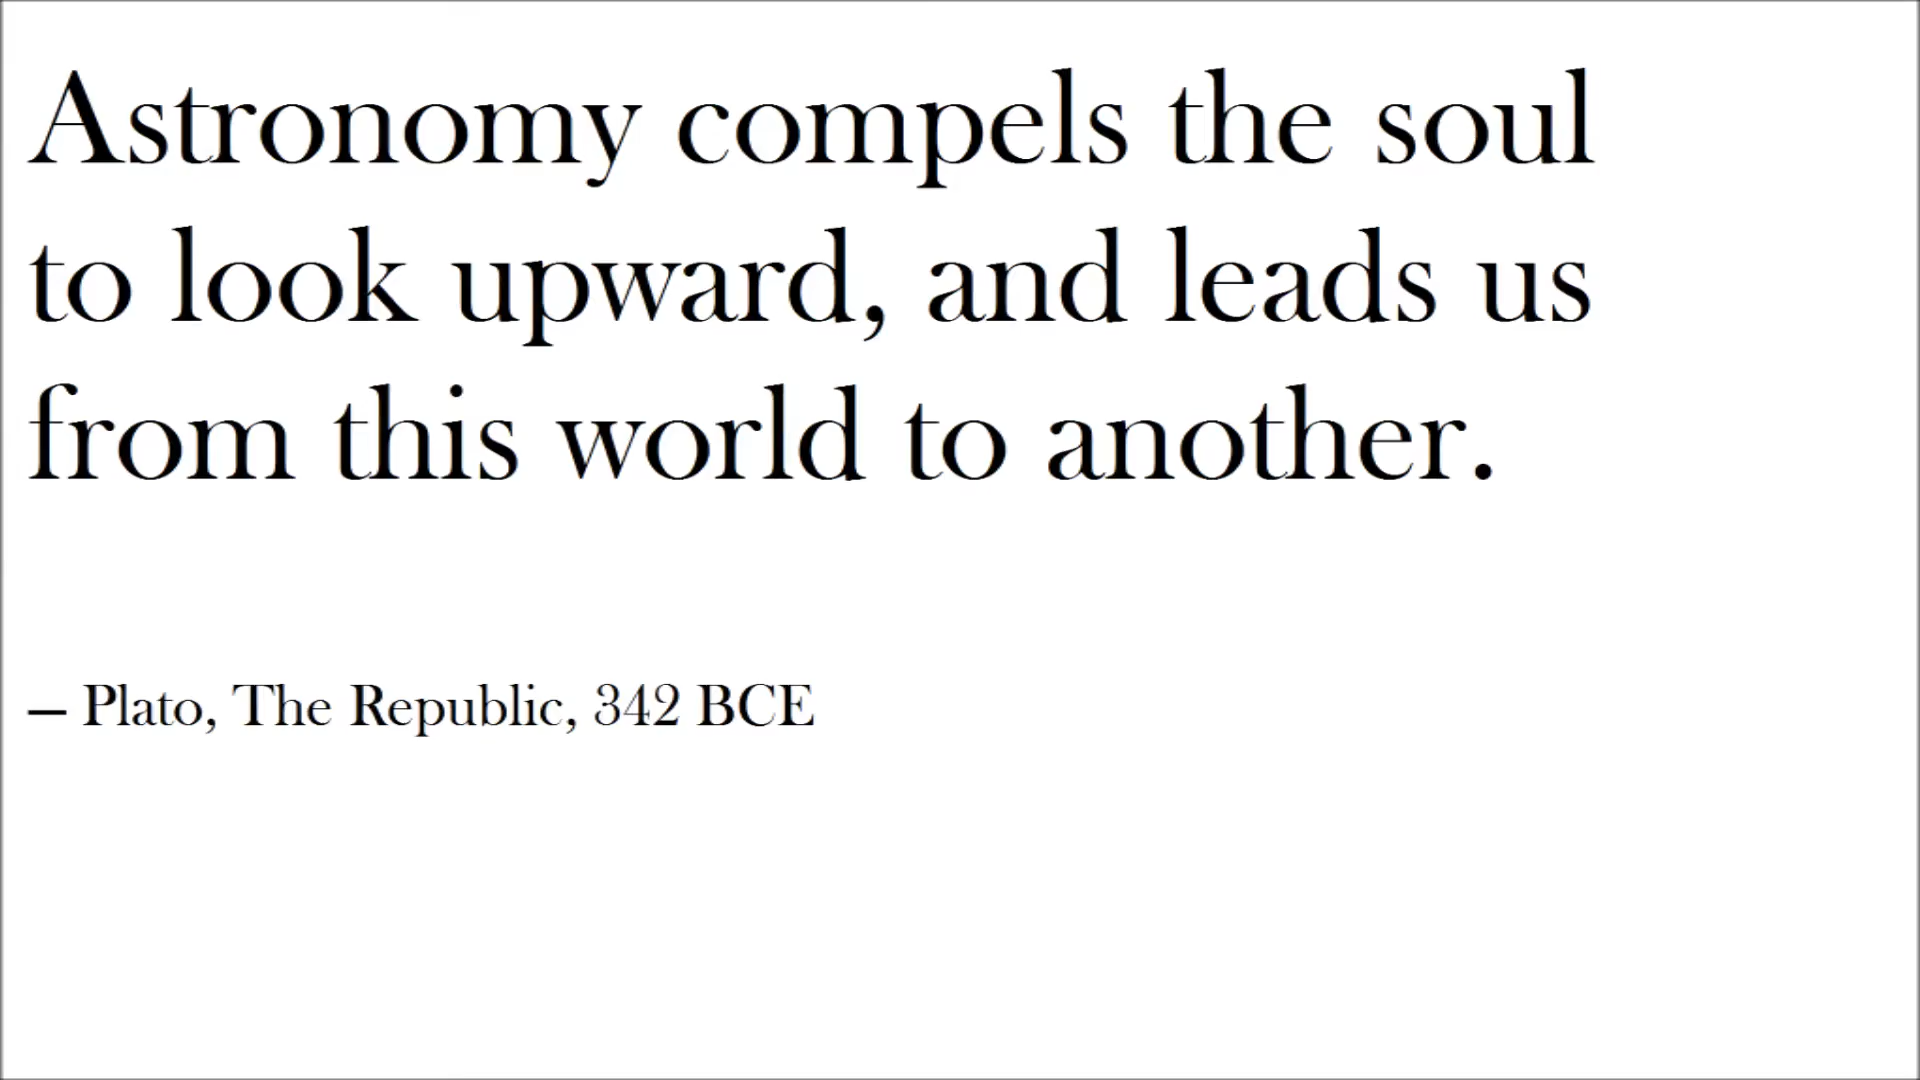 Astronomy compels the soul
to look upward, and leads us
from this world to another.
– Plato, The Republic, 342 BCE